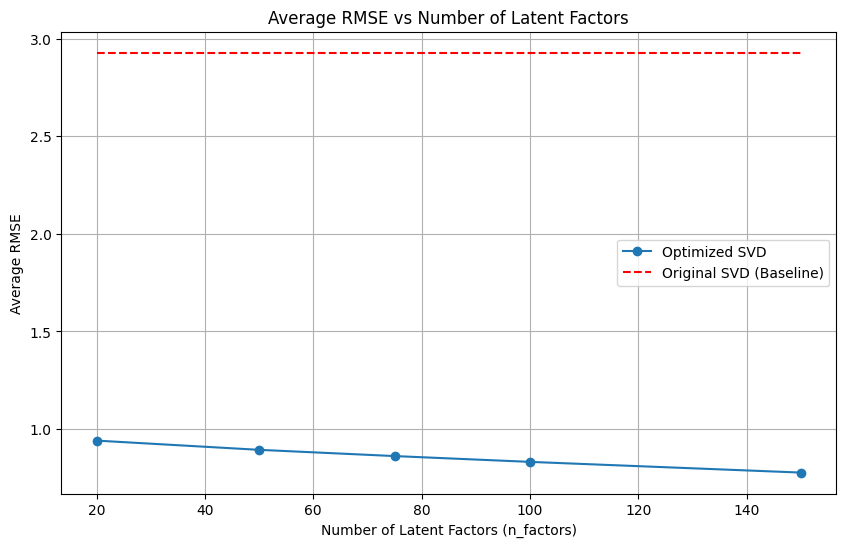 Average RMSE vs Number of Latent Factors
3.0
2.5
2.0
1.5
1.0
Average RMSE
Optimized SVD
Original SVD (Baseline)
20 40 60 80 100 120 140
Number of Latent Factors (n_factors)